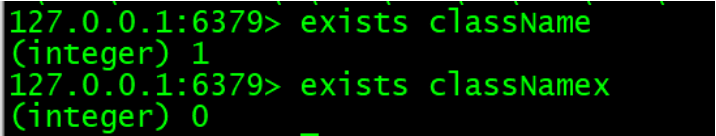 127.0.0.1:6379> exists className
(integer) 1
127.0.0.1:6379> exists classNamex
(integer) 0